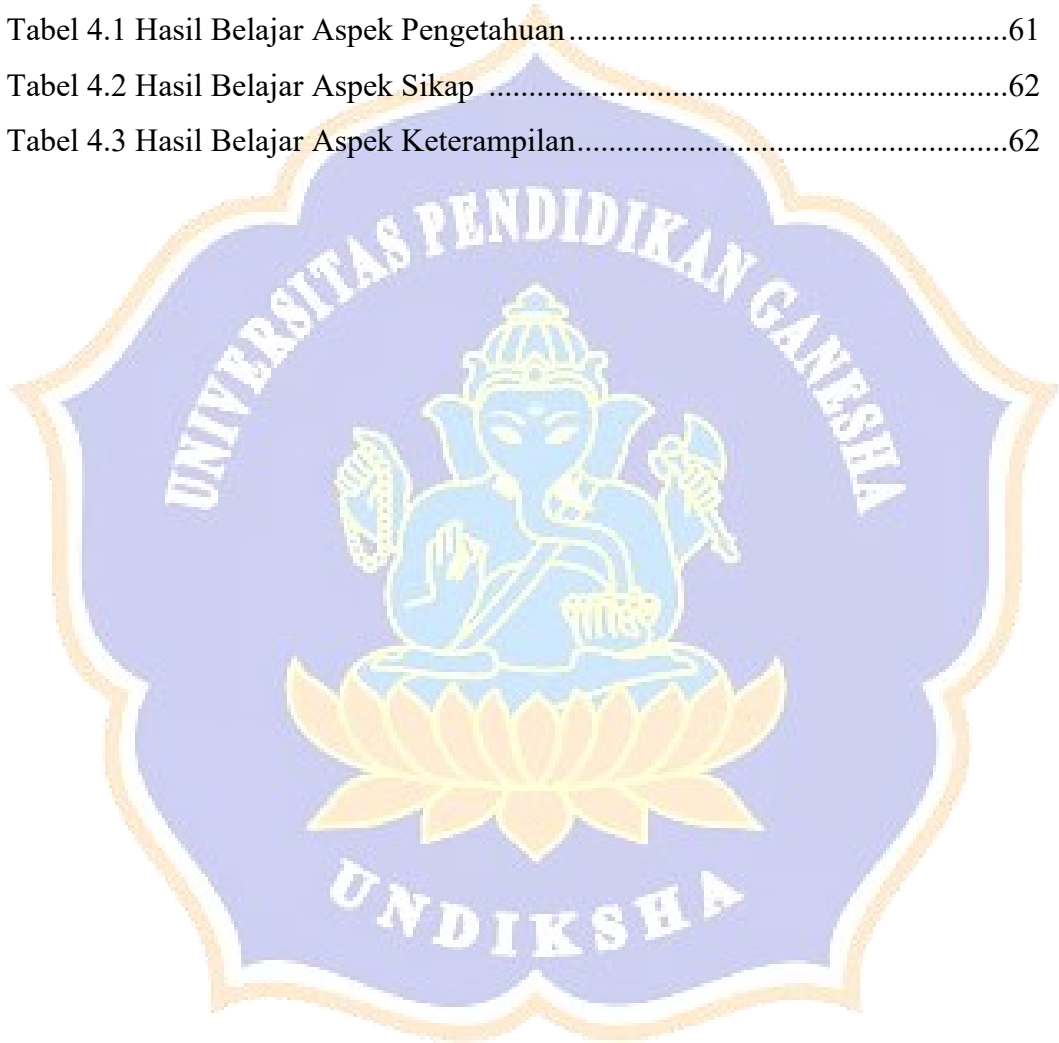 Tabel 4.1 Hasil Belajar Aspek Pengetahuan........................................................61
Tabel 4.2 Hasil Belajar Aspek Sikap ..................................................................62
Tabel 4.3 Hasil Belajar Aspek Keterampilan.......................................................62
UNIVERSITAS PENDIDIKAN GANESHA
UNDIKSHA